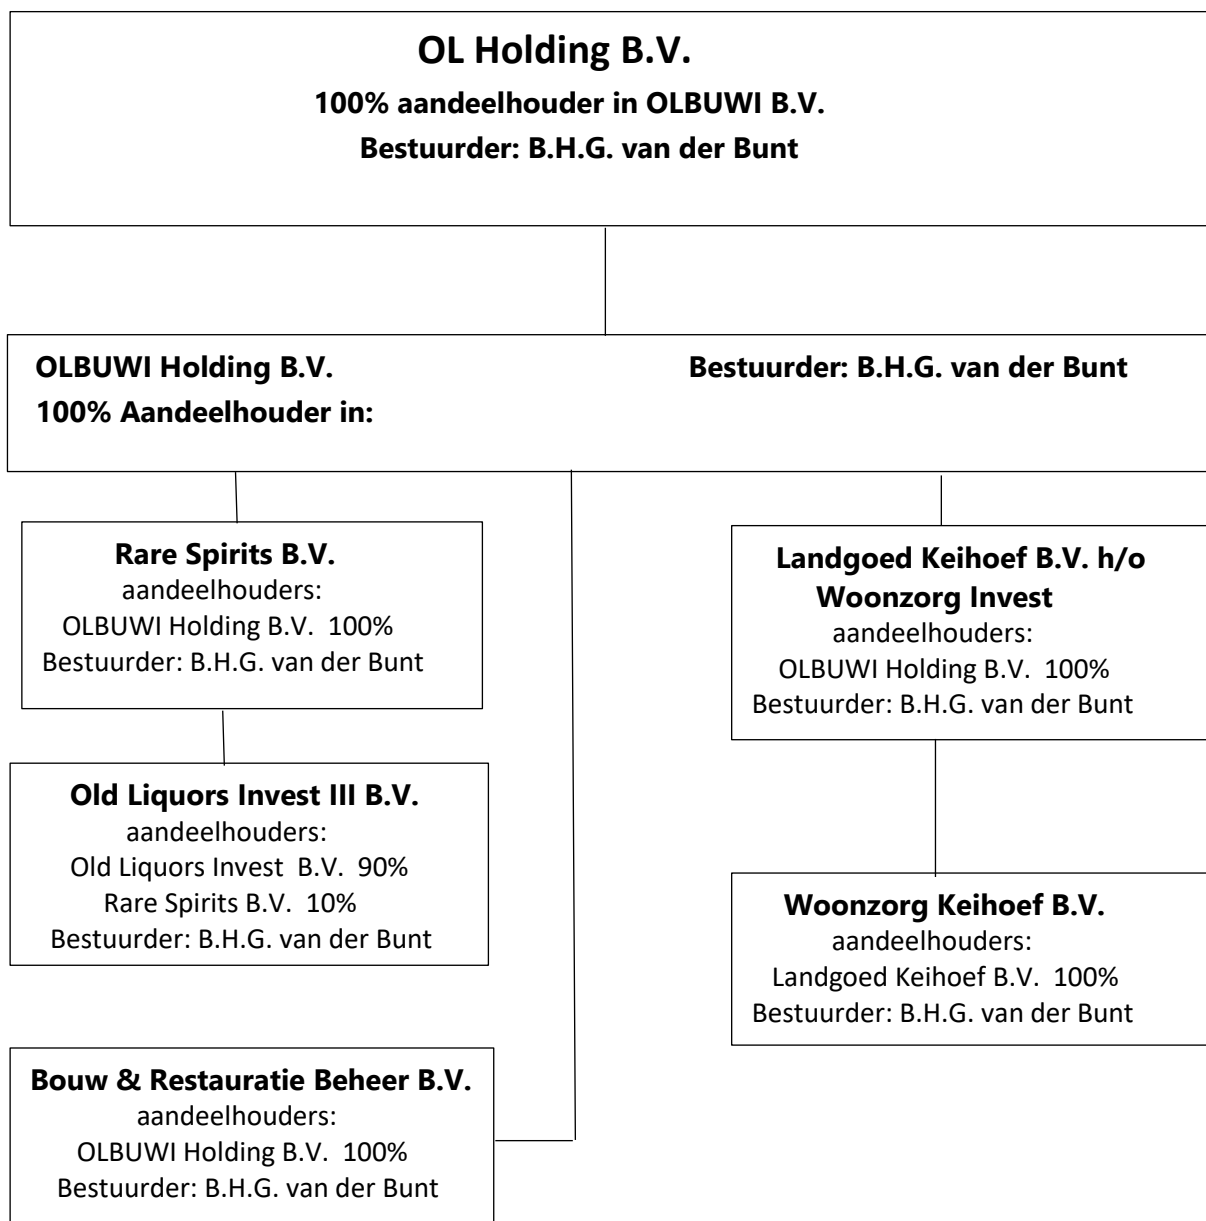 OL Holding B.V.
100% aandeelhouder in OLBUWI B.V.
Bestuurder: B.H.G. van der Bunt
OLBUWI Holding B.V. Bestuurder: B.H.G. van der Bunt
100% Aandeelhouder in:
Rare Spirits B.V.
aandeelhouders:
OLBUWI Holding B.V. 100%
Bestuurder: B.H.G. van der Bunt
Old Liquors Invest III B.V.
aandeelhouders:
Old Liquors Invest B.V. 90%
Rare Spirits B.V. 10%
Bestuurder: B.H.G. van der Bunt
Bouw & Restauratie Beheer B.V.
aandeelhouders:
OLBUWI Holding B.V. 100%
Bestuurder: B.H.G. van der Bunt
Landgoed Keihoef B.V. h/o
Woonzorg Invest
aandeelhouders:
OLBUWI Holding B.V. 100%
Bestuurder: B.H.G. van der Bunt
Woonzorg Keihoef B.V.
aandeelhouders:
Landgoed Keihoef B.V. 100%
Bestuurder: B.H.G. van der Bunt